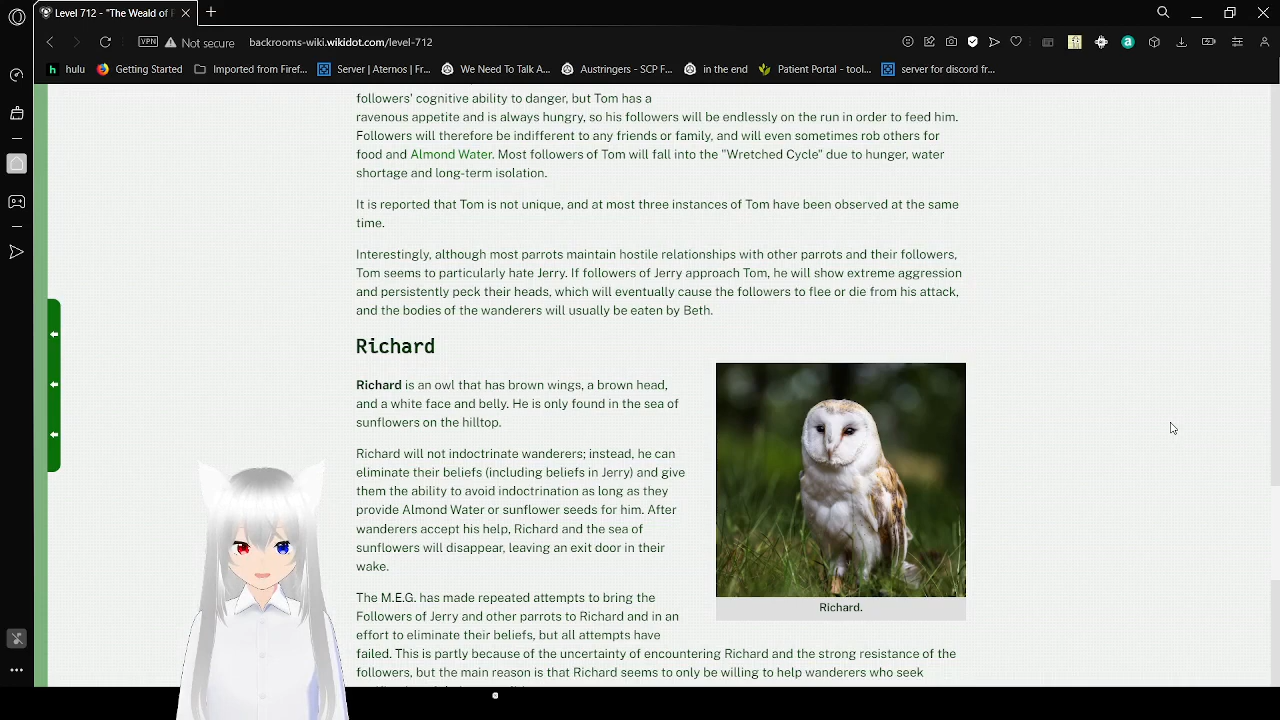 Level 712 - "The Weald of
VPN Not secure backrooms-wiki.wikidot.com/level-712
hulu Getting Started Imported from Firef... Server | Aternos | Fr... We Need To Talk A... Austringers - SCP F... in the end Patient Portal - tool... server for discord fr...
followers' cognitive ability to danger, but Tom has a
ravenous appetite and is always hungry, so his followers will be endlessly on the run in order to feed him.
Followers will therefore be indifferent to any friends or family, and will even sometimes rob others for
food and Almond Water. Most followers of Tom will fall into the "Wretched Cycle" due to hunger, water
shortage and long-term isolation.
It is reported that Tom is not unique, and at most three instances of Tom have been observed at the same
time.
Interestingly, although most parrots maintain hostile relationships with other parrots and their followers,
Tom seems to particularly hate Jerry. If followers of Jerry approach Tom, he will show extreme aggression
and persistently peck their heads, which will eventually cause the followers to flee or die from his attack,
and the bodies of the wanderers will usually be eaten by Beth.
Richard
Richard is an owl that has brown wings, a brown head,
and a white face and belly. He is only found in the sea of
sunflowers on the hilltop.
Richard will not indoctrinate wanderers; instead, he can
eliminate their beliefs (including beliefs in Jerry) and give
them the ability to avoid indoctrination as long as they
provide Almond Water or sunflower seeds for him. After
wanderers accept his help, Richard and the sea of
sunflowers will disappear, leaving an exit door in their
wake.
Richard.
The M.E.G. has made repeated attempts to bring the
Followers of Jerry and other parrots to Richard and in an
effort to eliminate their beliefs, but all attempts have
failed. This is partly because of the uncertainty of encountering Richard and the strong resistance of the
followers, but the main reason is that Richard seems to only be willing to help wanderers who seek